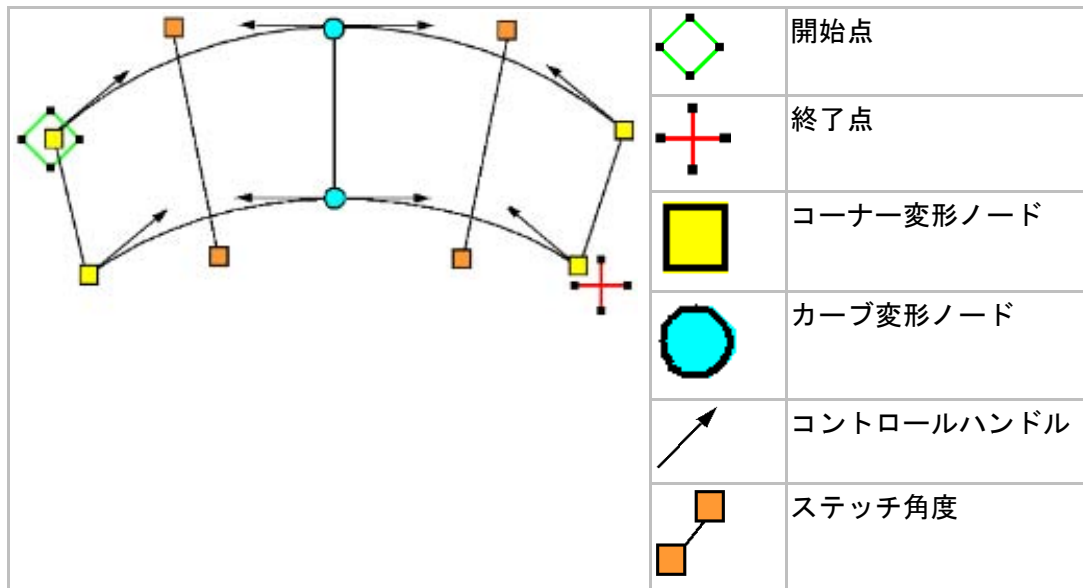 開始点
終了点
コーナー変形ノード
カーブ変形ノード
コントロールハンドル
ステッチ角度